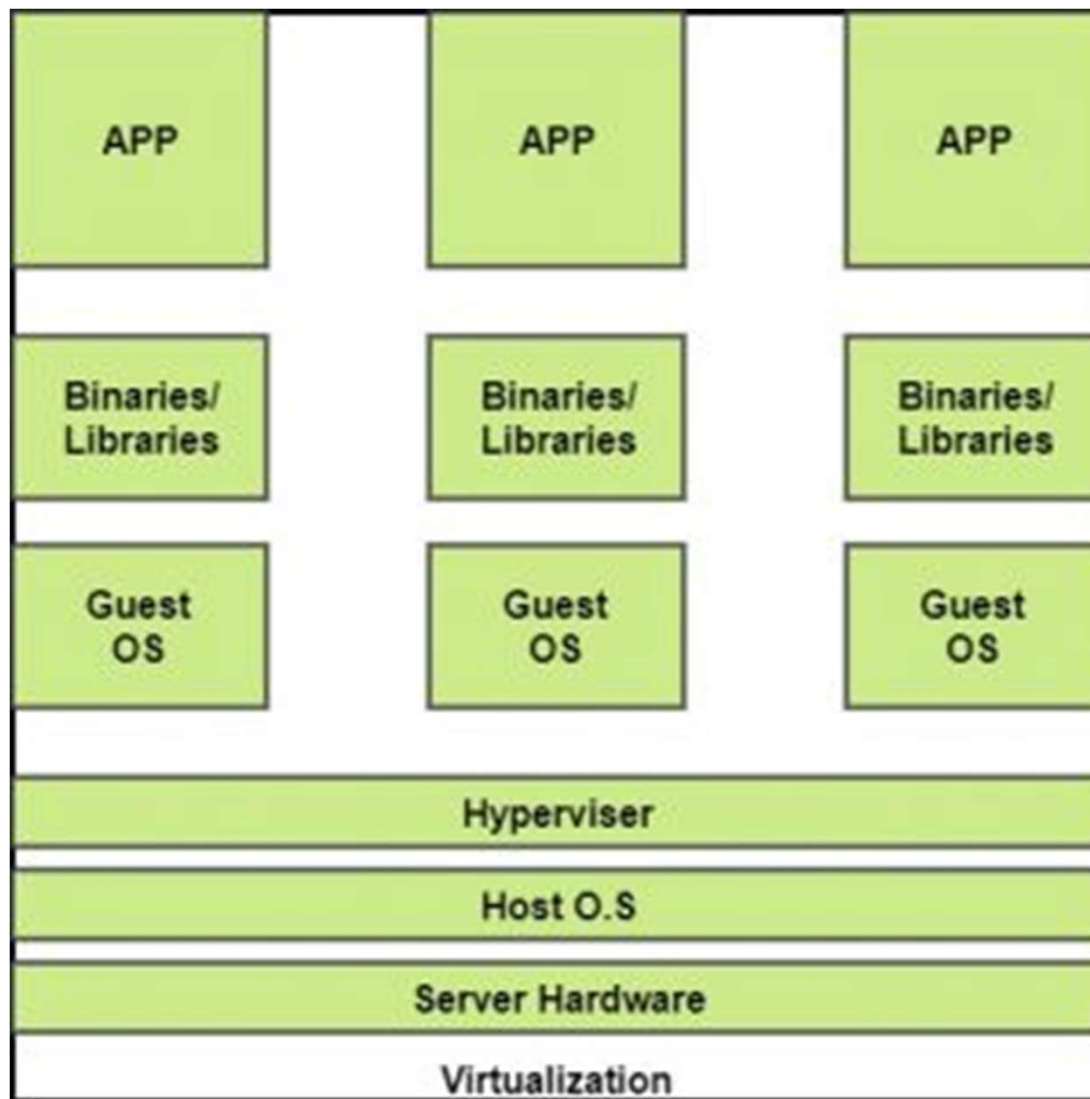 APP
APP
APP
Binaries/
Libraries
Binaries/
Libraries
Binaries/
Libraries
Guest
OS
Guest
OS
Guest
OS
Hyperviser
Host O.S
Server Hardware
Virtualization